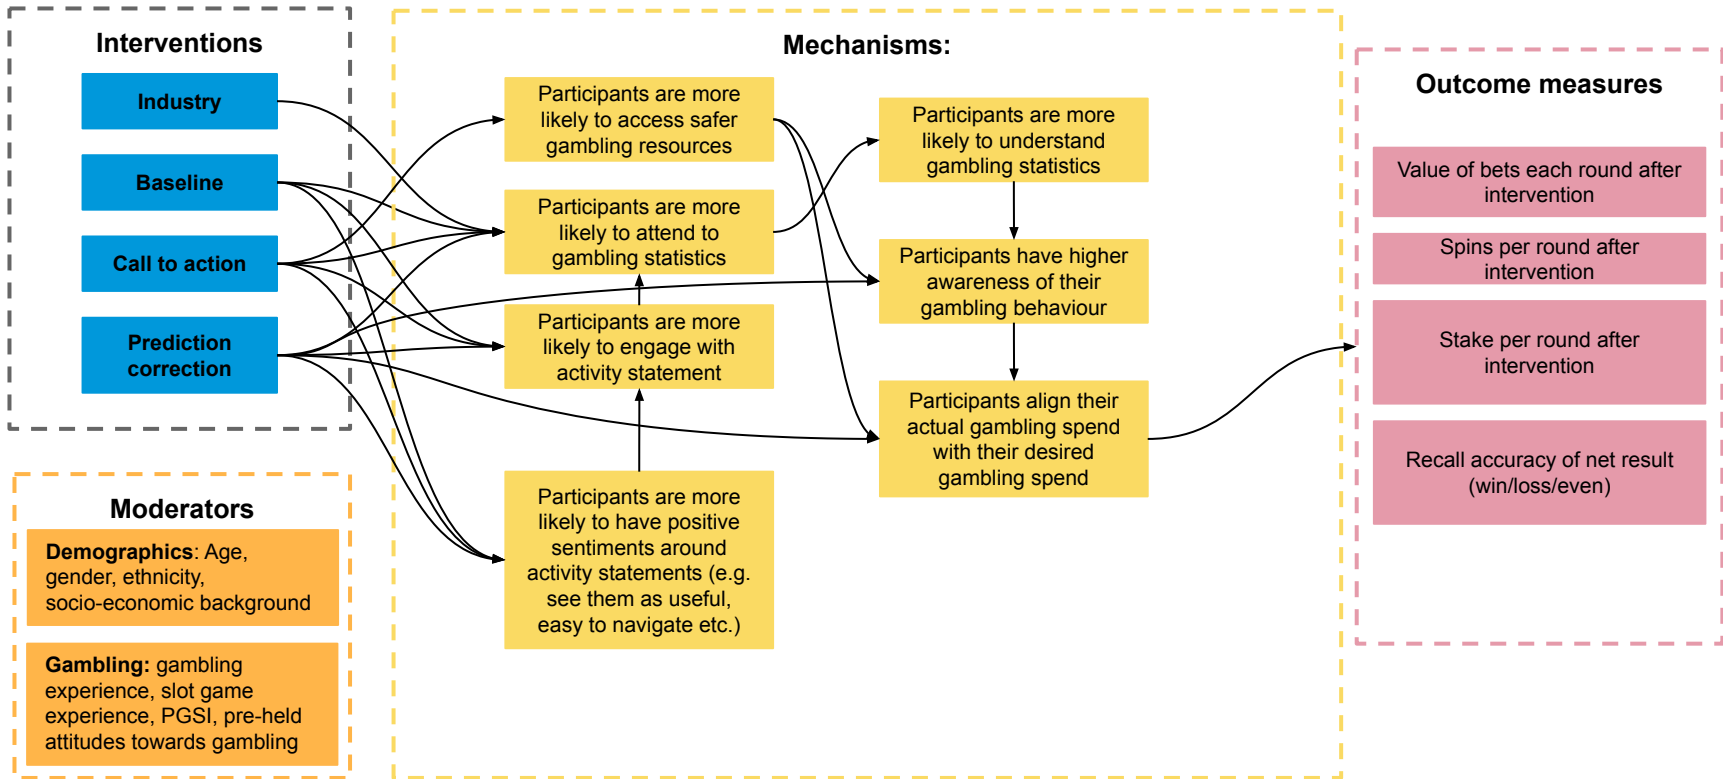 Interventions
Industry
Baseline
Call to action
Prediction
correction
Moderators
Demographics: Age,
gender, ethnicity,
socio-economic background
Gambling: gambling
experience, slot game
experience, PGSI, pre-held
attitudes towards gambling
Mechanisms:
Participants are more
likely to access safer
gambling resources
Participants are more
likely to attend to
gambling statistics
Participants are more
likely to engage with
activity statement
Participants are more
likely to have positive
sentiments around
activity statements (e.g.
see them as useful,
easy to navigate etc.)
Participants are more
likely to understand
gambling statistics
Participants have higher
awareness of their
gambling behaviour
Participants align their
actual gambling spend
with their desired
gambling spend
Outcome measures
Value of bets each round after
intervention
Spins per round after
intervention
Stake per round after
intervention
Recall accuracy of net result
(win/loss/even)